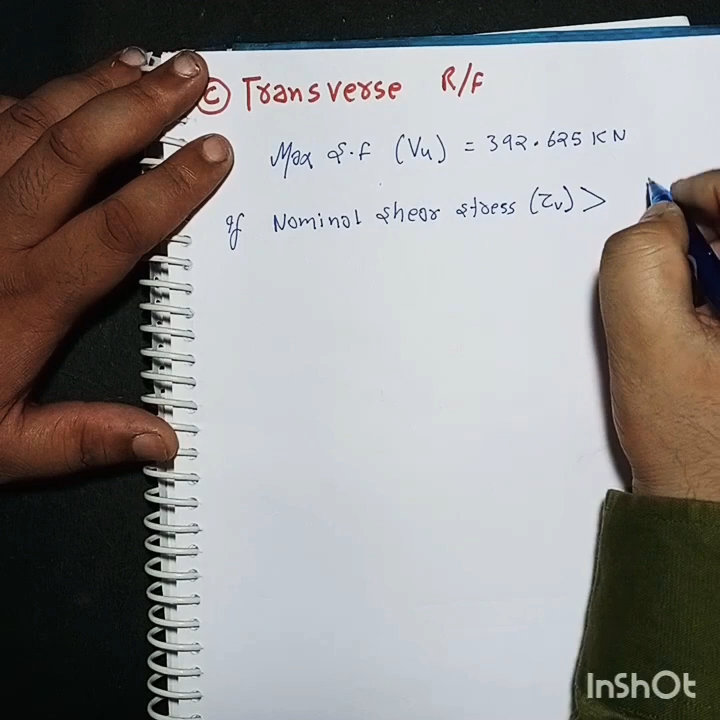 (C) Transverse R/F
Max S.F (Vu) = 392.625 KN
If Nominal Shear Stress (τv) >
InShOt